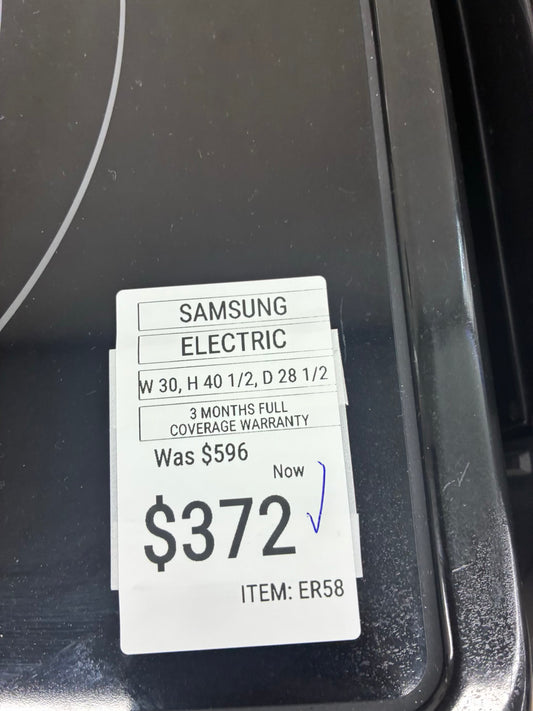 SAMSUNG
ELECTRIC
W 30, H 40 1/2, D 28 1/2
3 MONTHS FULL
COVERAGE WARRANTY
Was $596
Now
$372
ITEM: ER58